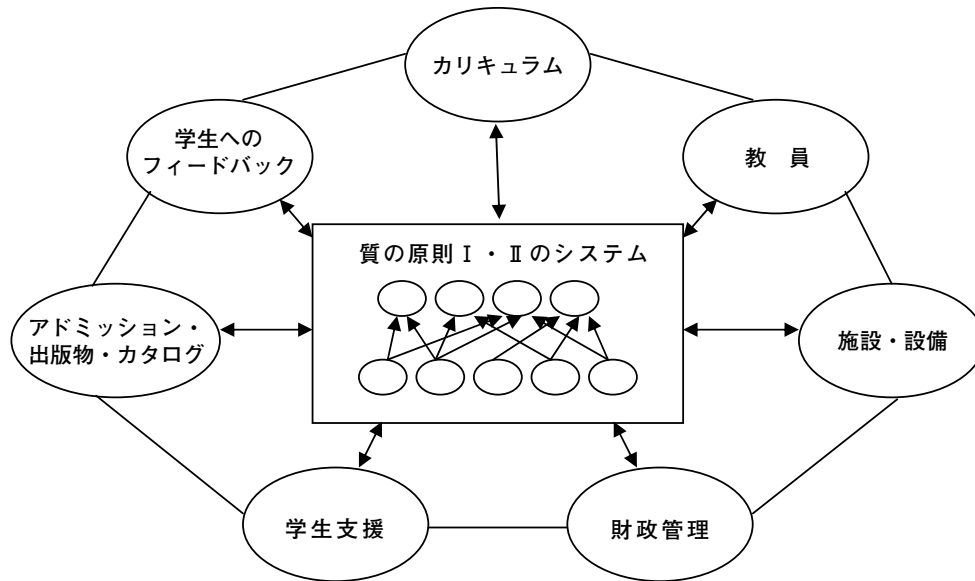 カリキュラム
学生への
フィードバック
教　員
質の原則Ⅰ・Ⅱのシステム
アドミッション・
出版物・カタログ
施設・設備
学生支援
財政管理